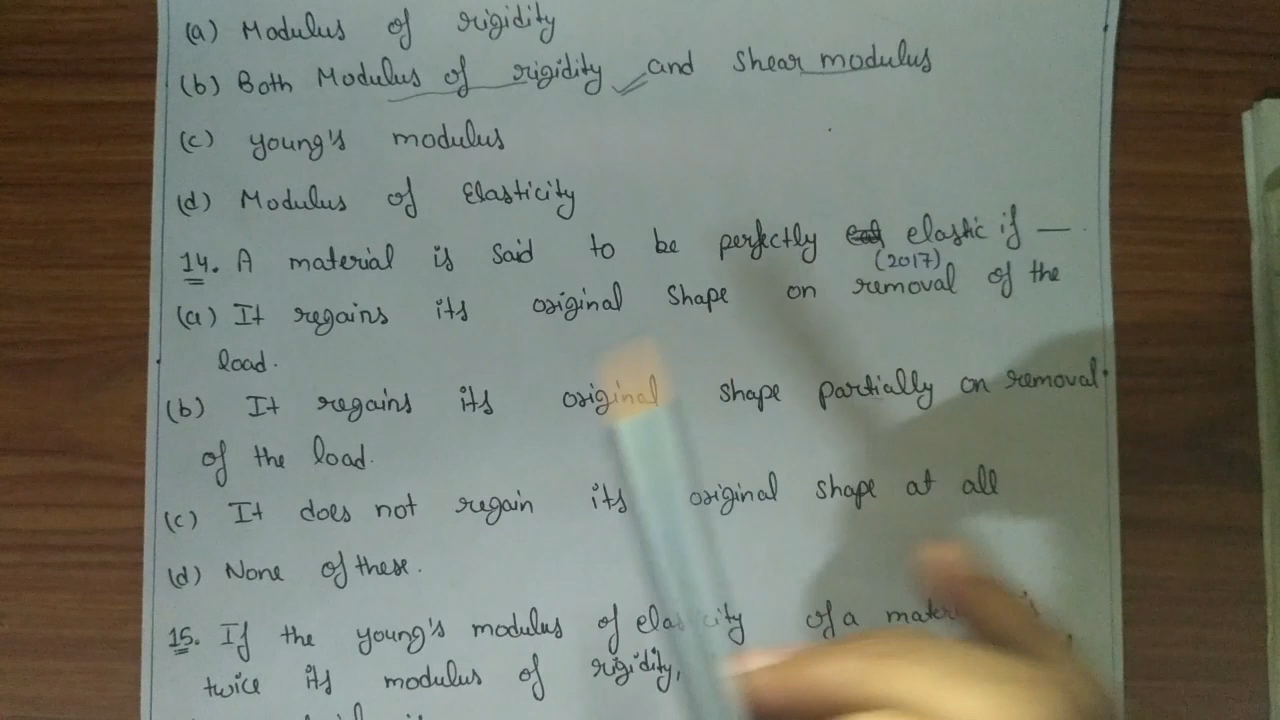 (a) Modulus of rigidity
(b) Both Modulus of rigidity and shear modulus
(c) young's modulus
(d) Modulus of Elasticity
14. A material is said to be perfectly elastic if —
(2017)
(a) It regains its original shape on removal of the
load.
(b) It regains its original shape partially on removal
of the load.
(c) It does not regain its original shape at all
(d) None of these.
15. If the young's modulus of elasticity of a
twice its modulus of rigidity,